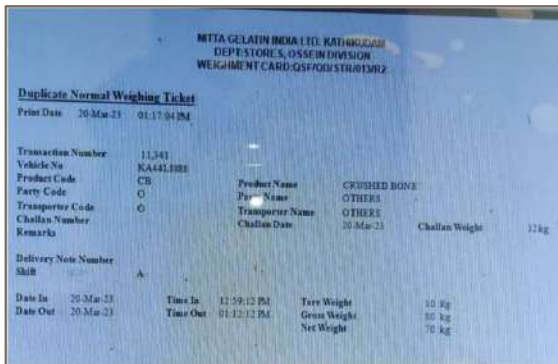 NITTA GELATIN INDIA LTD. KATHIKUDAM
DEPT:STORES, OSSEIN DIVISION
WEIGHMENT CARD:QSF/OD/STR/013/R2
Duplicate Normal Weighing Ticket
Print Date 20-Mar-23 01:17:04 PM
Transaction Number 11,341
Vehicle No
Product Code CB Product Name CRUSHED BONE
Party Code O Party Name OTHERS
Transporter Code O Transporter Name OTHERS
Challan Number Challan Date 20-Mar-23 Challan Weight 12kg
Remarks
Delivery Note Number
Shift A
Date In 20-Mar-23 Time In 12:59:12 PM Tare Weight 10 kg
Date Out 20-Mar-23 Time Out 01:12:12 PM Gross Weight 80 kg
Net Weight 70 kg